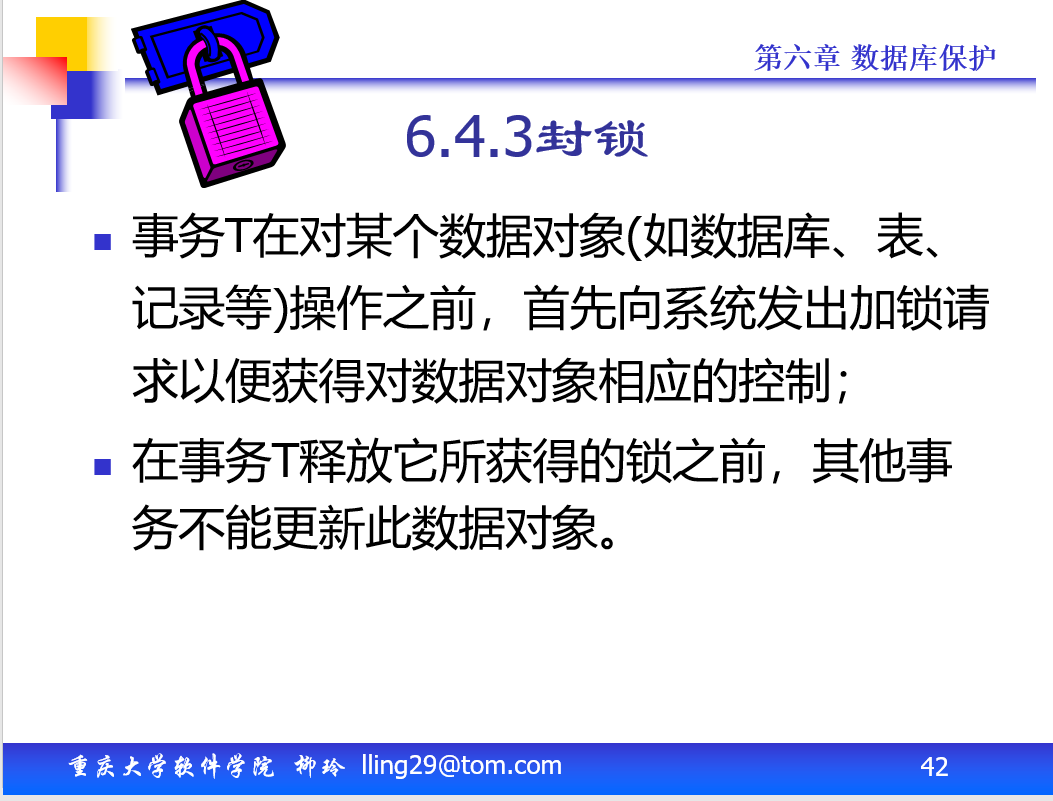 第六章 数据库保护
6.4.3封锁
事务T在对某个数据对象(如数据库、表、
记录等)操作之前，首先向系统发出加锁请
求以便获得对数据对象相应的控制；
在事务T释放它所获得的锁之前，其他事
务不能更新此数据对象。
重庆大学软件学院 柳玲 lling29@tom.com 42